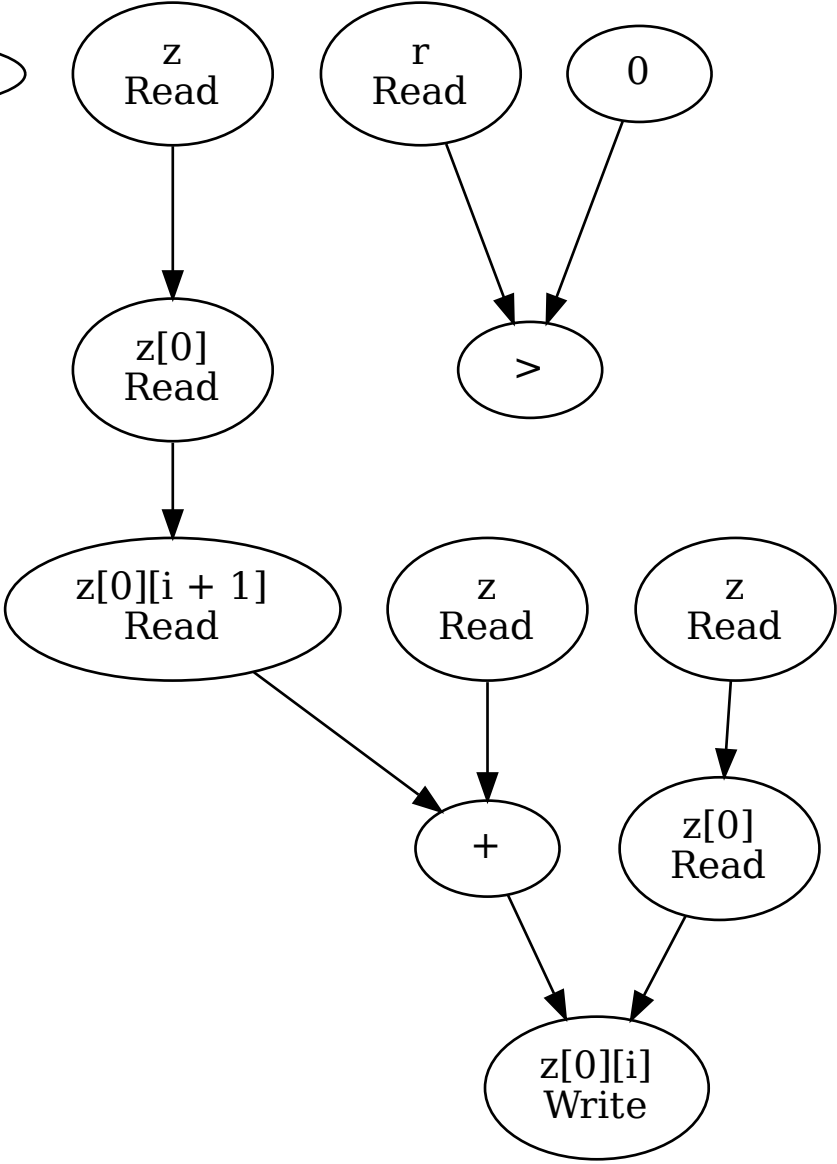 z
Read
r
Read
0
z[0]
Read
>
z[0][i + 1]
Read
z
Read
z
Read
+
z[0]
Read
z[0][i]
Write